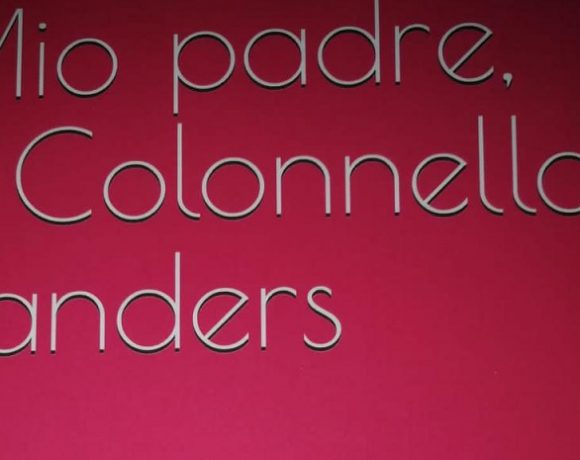 Mio padre,
Colonnello
anders